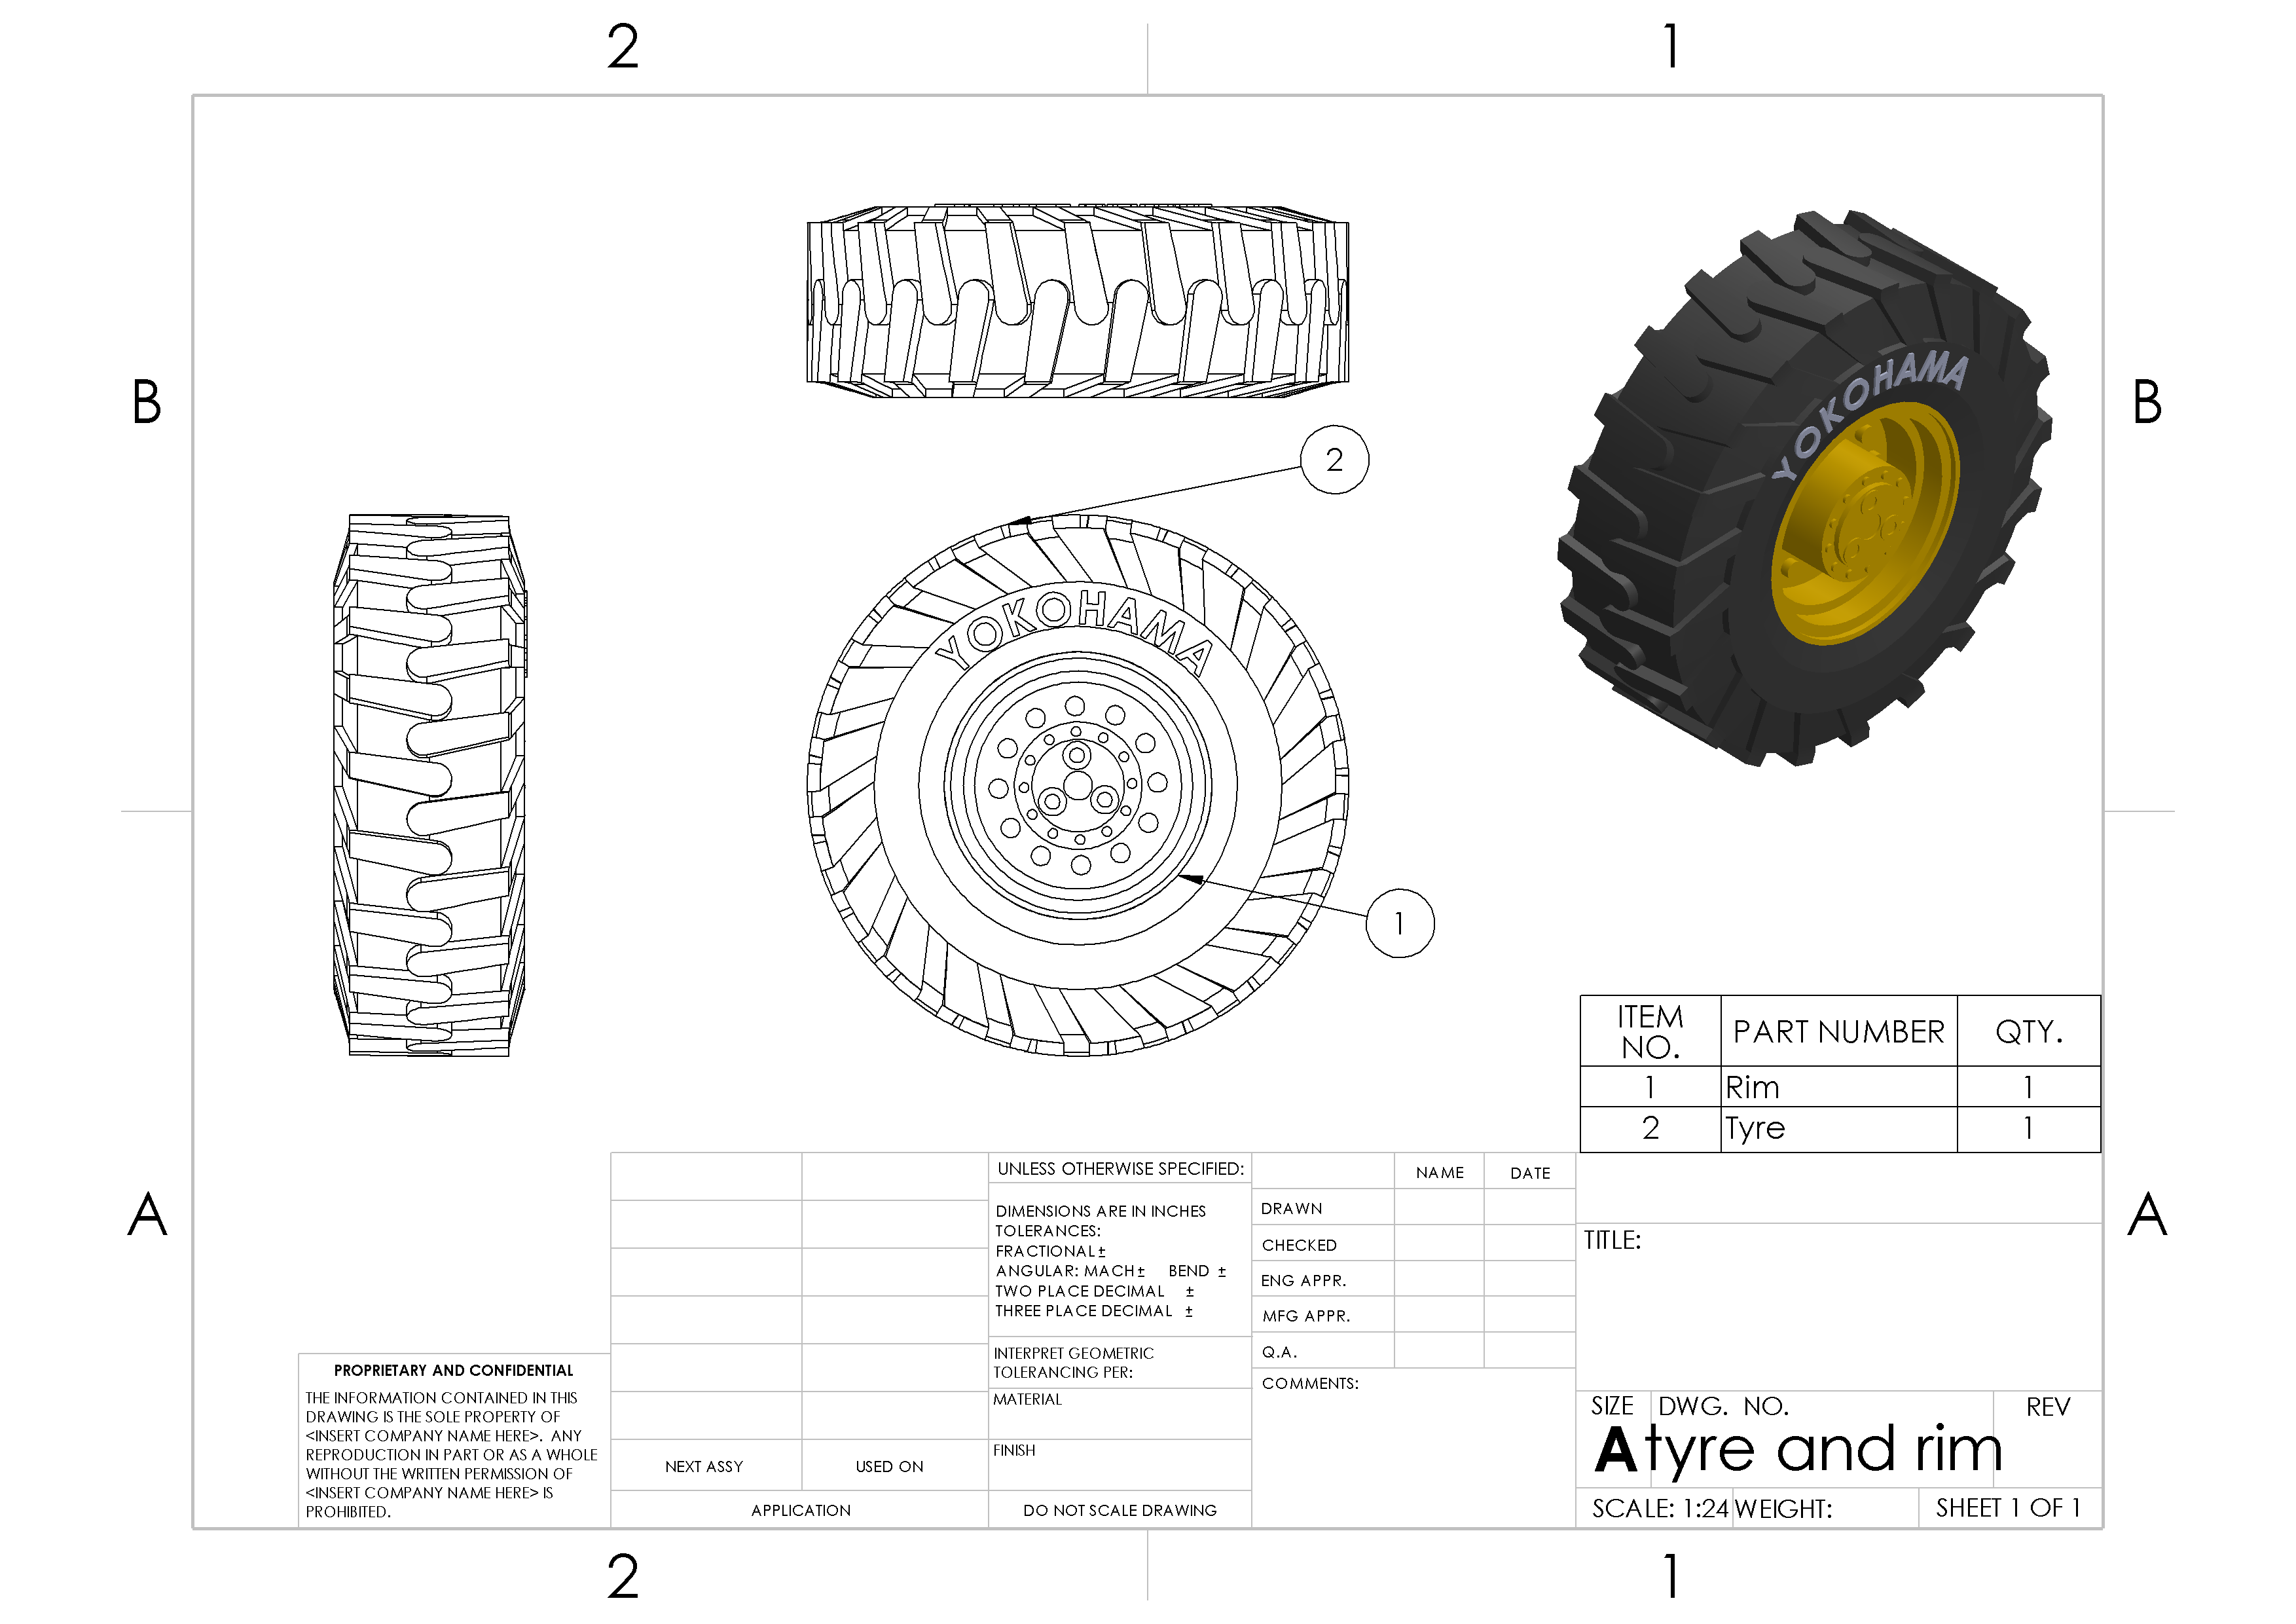 2 1
B B
YOKOHAMA
2
YOKOHAMA
1
ITEM NO. PART NUMBER QTY.
1 Rim 1
2 Tyre 1
A A
UNLESS OTHERWISE SPECIFIED:
DIMENSIONS ARE IN INCHES
TOLERANCES:
FRACTIONAL±
ANGULAR: MACH± BEND ±
TWO PLACE DECIMAL ±
THREE PLACE DECIMAL ±
INTERPRET GEOMETRIC
TOLERANCING PER:
MATERIAL
FINISH
DO NOT SCALE DRAWING
NAME DATE
DRAWN
CHECKED
ENG APPR.
MFG APPR.
Q.A.
COMMENTS:
TITLE:
SIZE DWG. NO. REV
A tyre and rim
SCALE: 1:24 WEIGHT: SHEET 1 OF 1
PROPRIETARY AND CONFIDENTIAL
THE INFORMATION CONTAINED IN THIS
DRAWING IS THE SOLE PROPERTY OF
<INSERT COMPANY NAME HERE>. ANY
REPRODUCTION IN PART OR AS A WHOLE
WITHOUT THE WRITTEN PERMISSION OF
<INSERT COMPANY NAME HERE> IS
PROHIBITED.
NEXT ASSY USED ON
APPLICATION
2 1